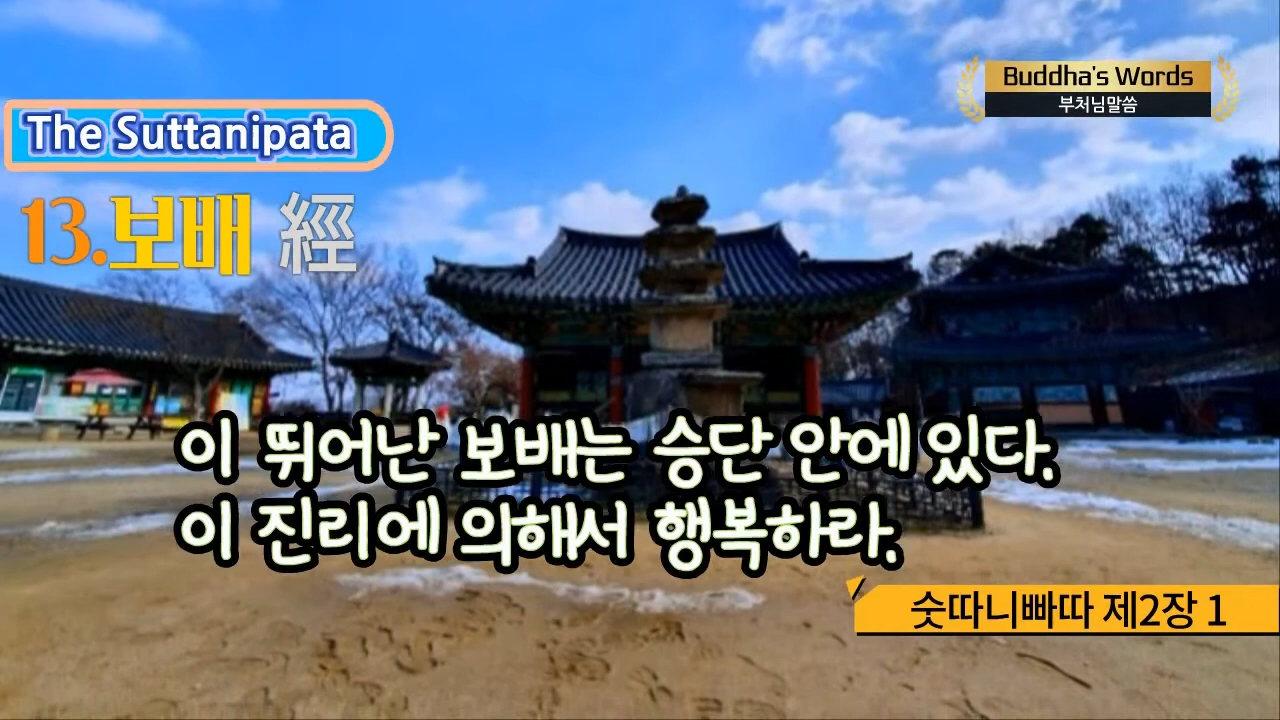 Buddha's Words
부처님말씀
The Suttanipata
13.보배 經
이 뛰어난 보배는 승단 안에 있다.
이 진리에 의해서 행복하라.
숫따니빠따 제2장 1